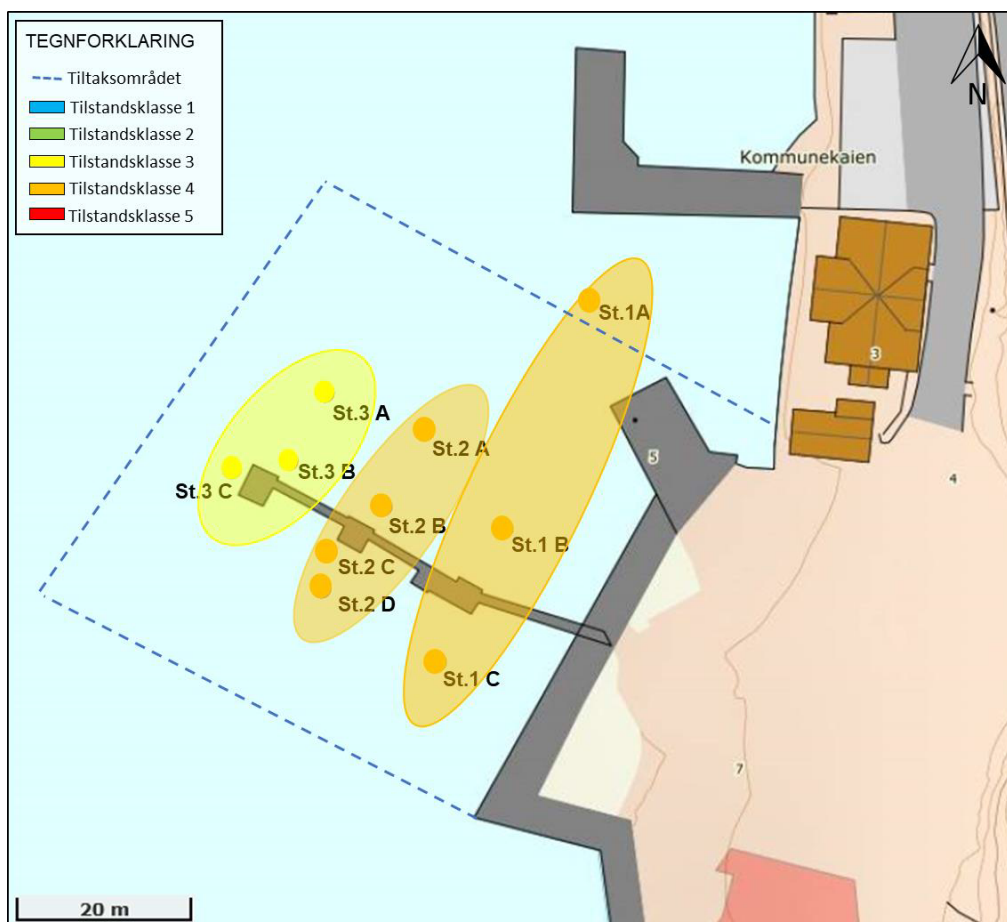 TEGNFORKLARING
Tiltaksområdet
Tilstandsklasse 1
Tilstandsklasse 2
Tilstandsklasse 3
Tilstandsklasse 4
Tilstandsklasse 5
N
Kommunekaien
St.1A
3
St.3 A
St.2 A
5
St.3 B
4
St.3 C
St.2 B
St.1 B
St.2 C
St.2 D
St.1 C
7
20 m